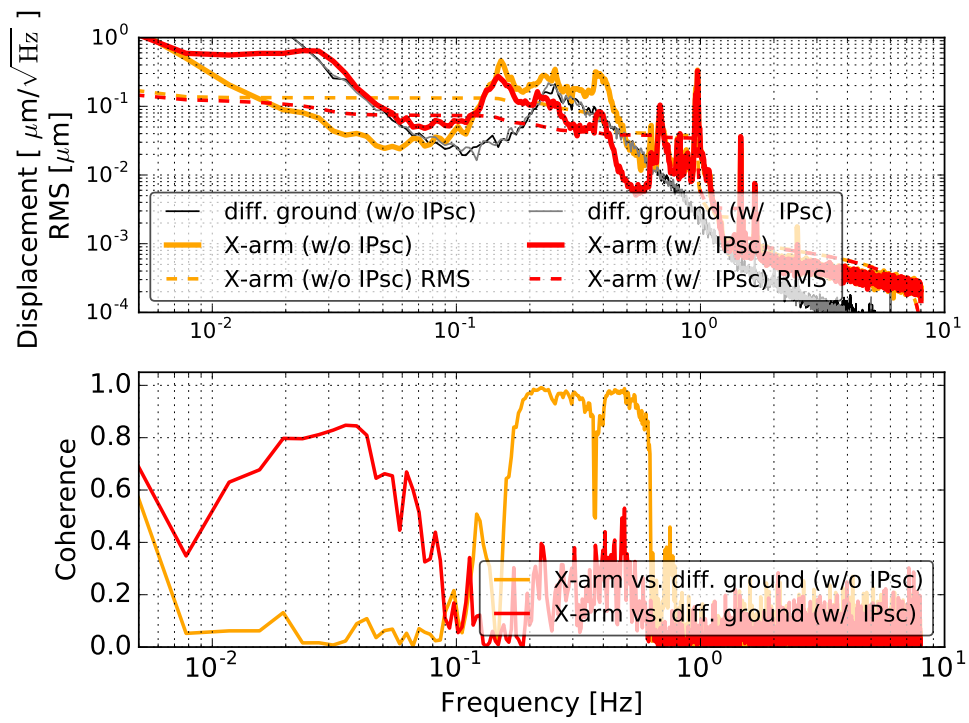 Displacement [ μm/√Hz ]
RMS [μm]
10^0
10^-1
10^-2
10^-3
10^-4
diff. ground (w/o IPsc)
diff. ground (w/ IPsc)
X-arm (w/o IPsc)
X-arm (w/ IPsc)
X-arm (w/o IPsc) RMS
X-arm (w/ IPsc) RMS
10^-2
10^-1
10^0
10^1
Coherence
1.0
0.8
0.6
0.4
0.2
0.0
X-arm vs. diff. ground (w/o IPsc)
X-arm vs. diff. ground (w/ IPsc)
10^-2
10^-1
10^0
10^1
Frequency [Hz]